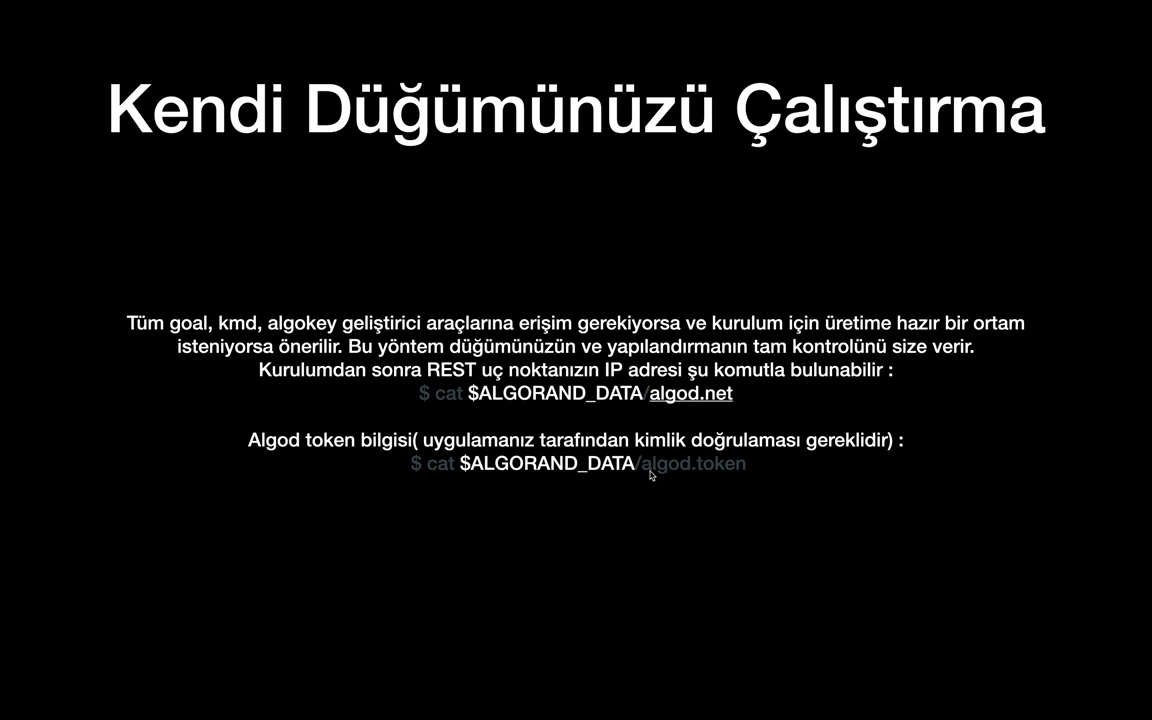 Kendi Düğümünüzü Çalıştırma
Tüm goal, kmd, algokey geliştirici araçlarına erişim gerekiyorsa ve kurulum için üretime hazır bir ortam
isteniyorsa önerilir. Bu yöntem düğümünüzün ve yapılandırmanın tam kontrolünü size verir.
Kurulumdan sonra REST uç noktanızın IP adresi şu komutla bulunabilir :
$ cat $ALGORAND_DATA/algod.net
Algod token bilgisi( uygulamanız tarafından kimlik doğrulaması gereklidir) :
$ cat $ALGORAND_DATA/algod.token